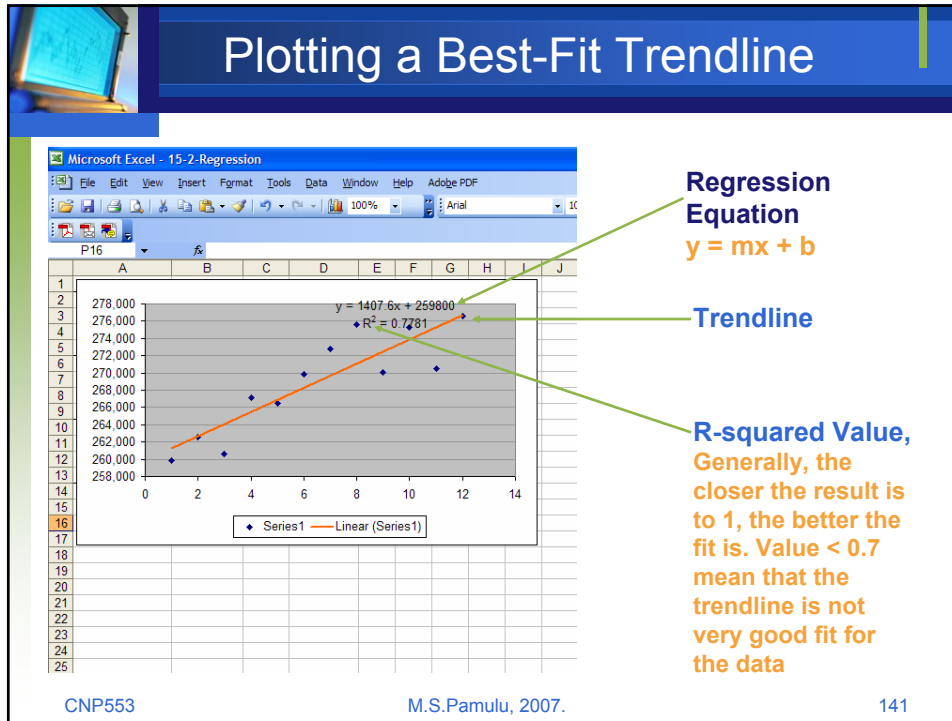 Plotting a Best-Fit Trendline
Microsoft Excel - 15-2-Regression
File Edit View Insert Format Tools Data Window Help Adobe PDF
100% Arial 10
P16 fx
A B C D E F G H I J
1
2
3
4
5
6
7
8
9
10
11
12
13
14
15
16
17
18
19
20
21
22
23
24
25
y = 1407.6x + 259800
R² = 0.7781
278,000
276,000
274,000
272,000
270,000
268,000
266,000
264,000
262,000
260,000
258,000
0 2 4 6 8 10 12 14
Series1 Linear (Series1)
Regression
Equation
y = mx + b
Trendline
R-squared Value,
Generally, the
closer the result is
to 1, the better the
fit is. Value < 0.7
mean that the
trendline is not
very good fit for
the data
CNP553 M.S.Pamulu, 2007. 141